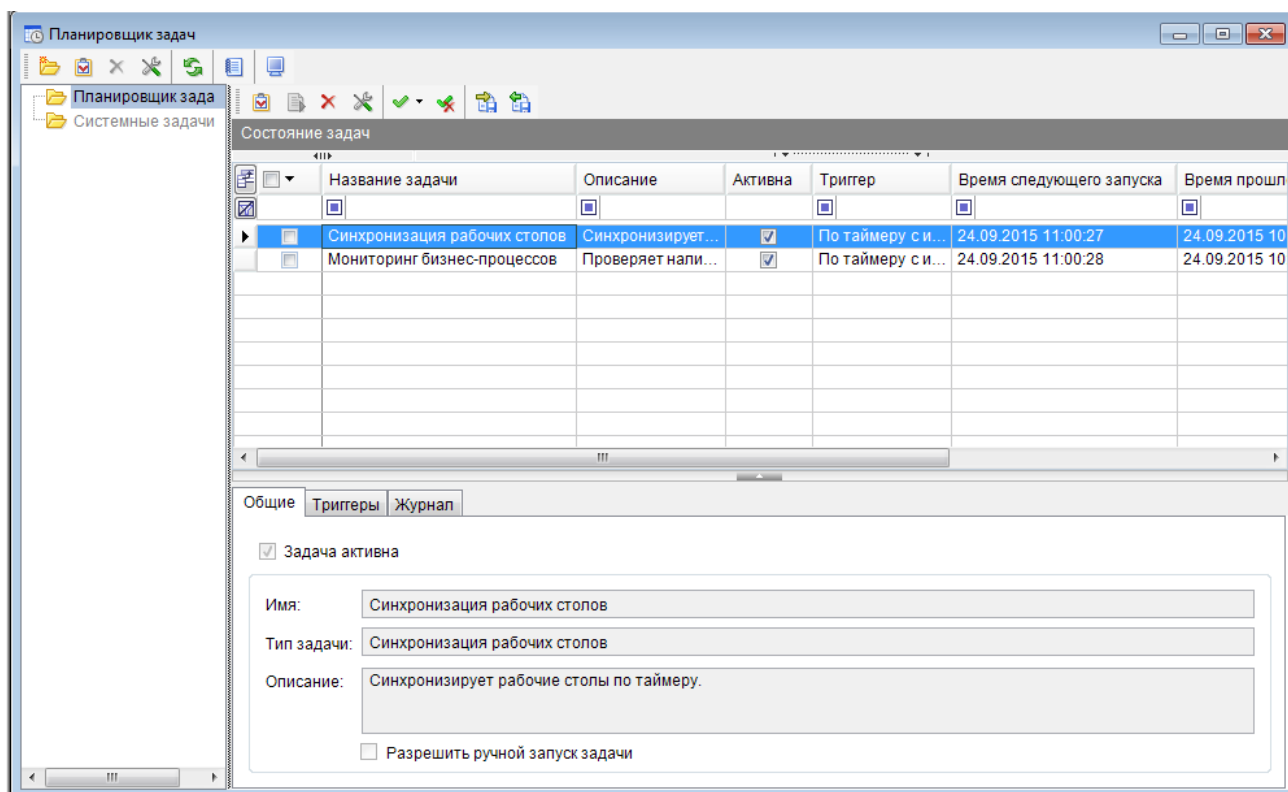 Планировщик задач
Планировщик зада
Системные задачи
Состояние задач
Название задачи Описание Активна Триггер Время следующего запуска Время прошл
Синхронизация рабочих столов Синхронизирует... По таймеру с и... 24.09.2015 11:00:27 24.09.2015 10
Мониторинг бизнес-процессов Проверяет нали... По таймеру с и... 24.09.2015 11:00:28 24.09.2015 10
Общие Триггеры Журнал
Задача активна
Имя: Синхронизация рабочих столов
Тип задачи: Синхронизация рабочих столов
Описание: Синхронизирует рабочие столы по таймеру.
Разрешить ручной запуск задачи